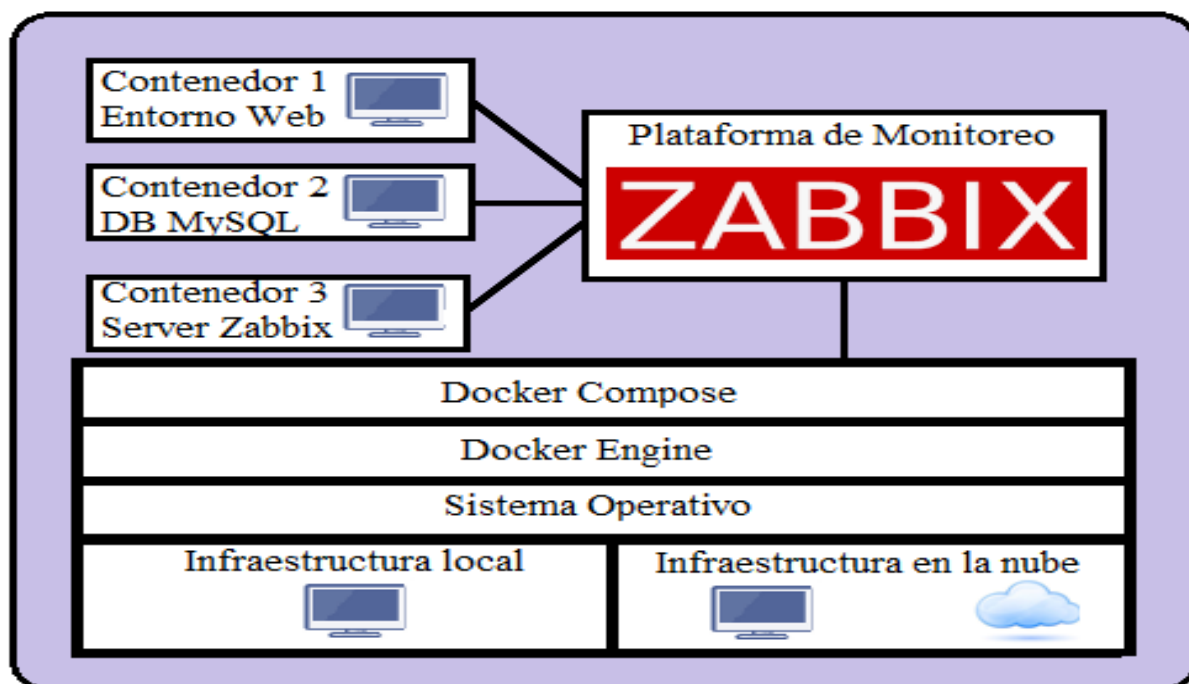 Contenedor 1
Entorno Web
Contenedor 2
DB MySQL
Contenedor 3
Server Zabbix
Plataforma de Monitoreo
ZABBIX
Docker Compose
Docker Engine
Sistema Operativo
Infraestructura local
Infraestructura en la nube